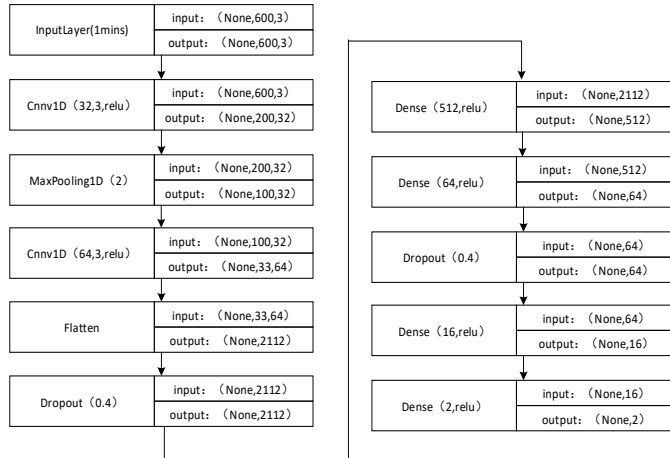 InputLayer(1mins)
input: （None,600,3)
output: （None,600,3)
Cnnv1D（32,3,relu）
input: （None,600,3)
output: （None,200,32)
MaxPooling1D（2）
input: （None,200,32)
output: （None,100,32)
Cnnv1D（64,3,relu）
input: （None,100,32)
output: （None,33,64)
Flatten
input: （None,33,64)
output: （None,2112)
Dropout（0.4）
input: （None,2112)
output: （None,2112)
Dense（512,relu）
input: （None,2112)
output: （None,512)
Dense（64,relu）
input: （None,512)
output: （None,64)
Dropout（0.4）
input: （None,64)
output: （None,64)
Dense（16,relu）
input: （None,64)
output: （None,16)
Dense（2,relu）
input: （None,16)
output: （None,2)